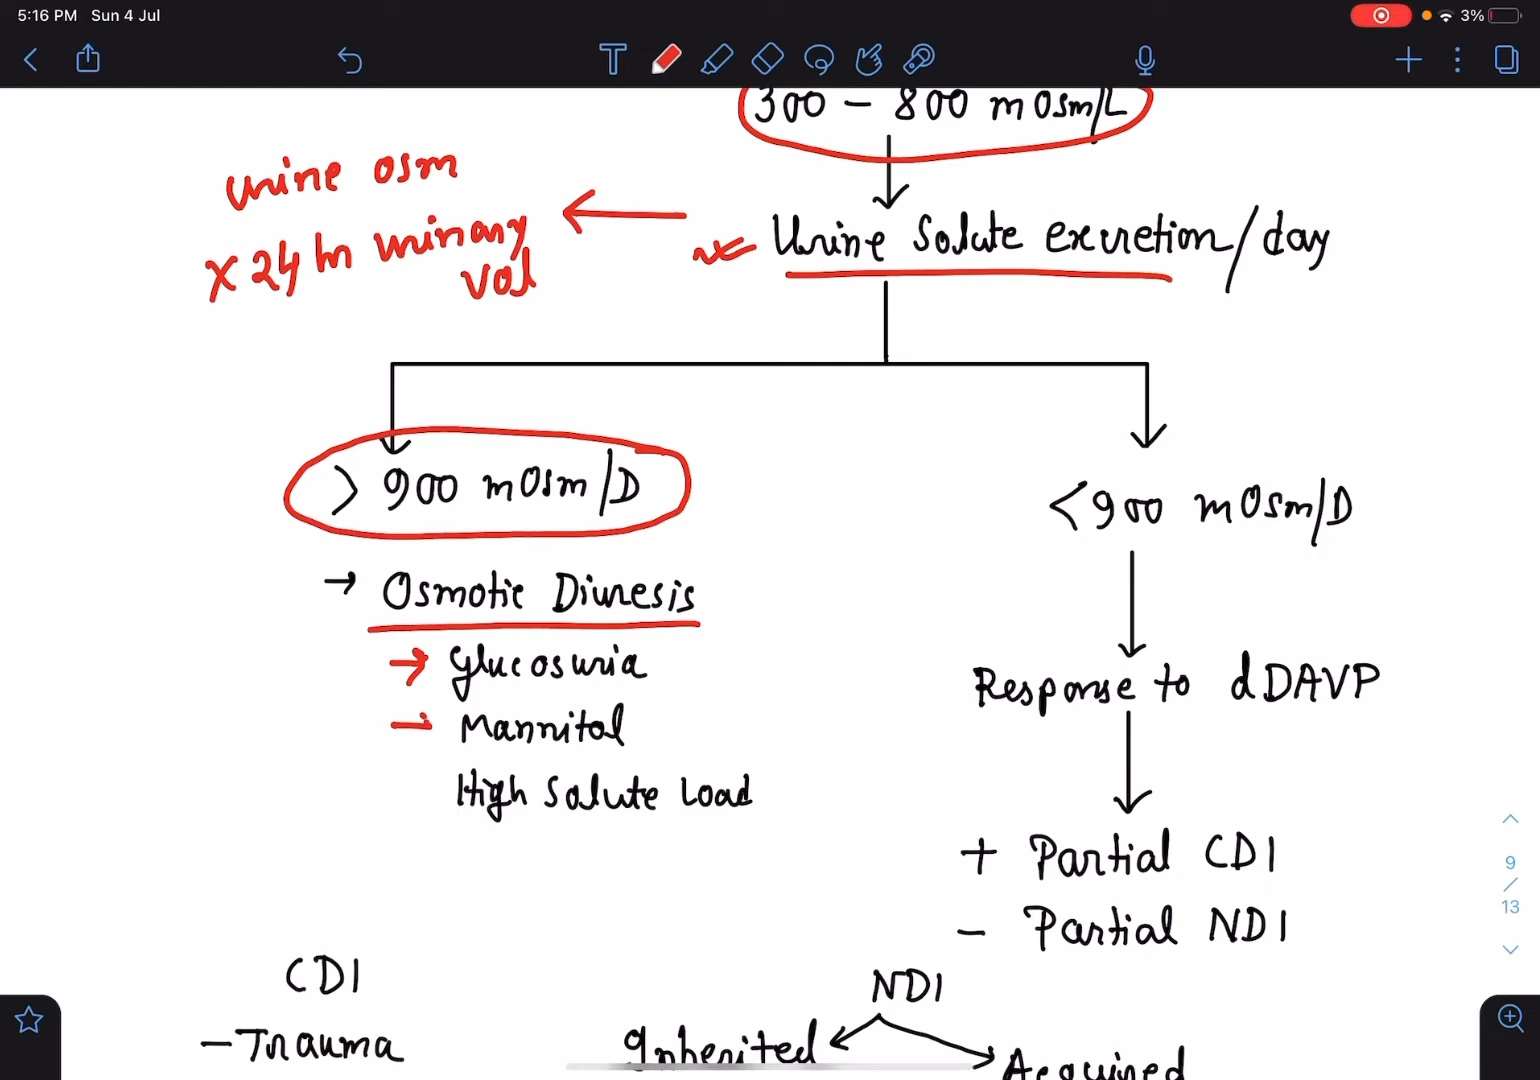 5:16 PM Sun 4 Jul
3%
300 - 800 mOsm/L
urine osm
x 24 hr urinary
vol
Urine Solute excretion/day
> 900 mOsm/D
< 900 mOsm/D
→ Osmotic Diuresis
→ Glucosuria
- Mannitol
High Solute Load
Response to dDAVP
+ Partial CDI
- Partial NDI
9
/
13
CDI
NDI
- Trauma
Inherited
Acquired